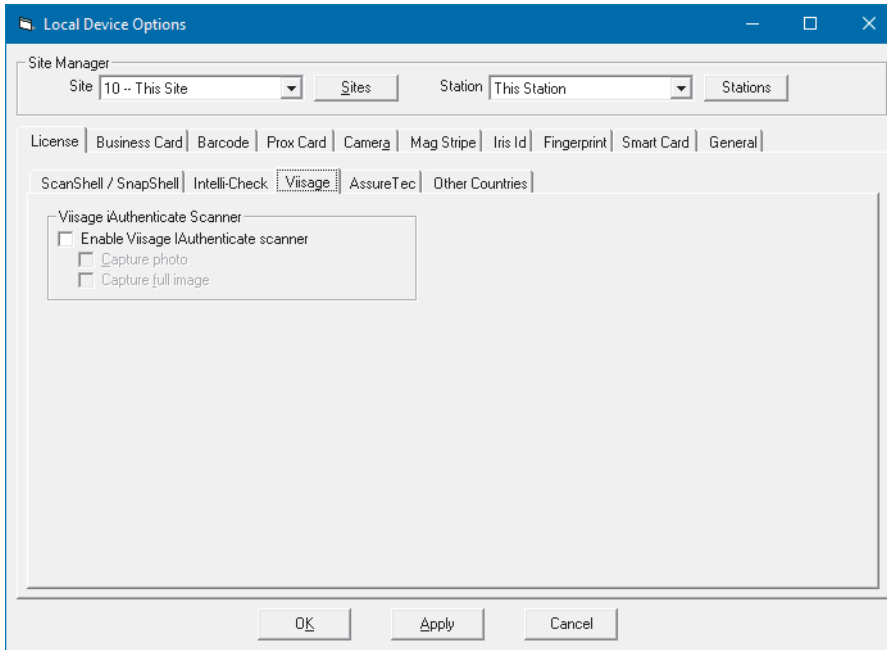 Local Device Options
Site Manager
Site 10 -- This Site Sites Station This Station Stations
License Business Card Barcode Prox Card Camera Mag Stripe Iris Id Fingerprint Smart Card General
ScanShell / SnapShell Intelli-Check Viisage AssureTec Other Countries
Viisage iAuthenticate Scanner
Enable Viisage IAuthenticate scanner
Capture photo
Capture full image
OK Apply Cancel